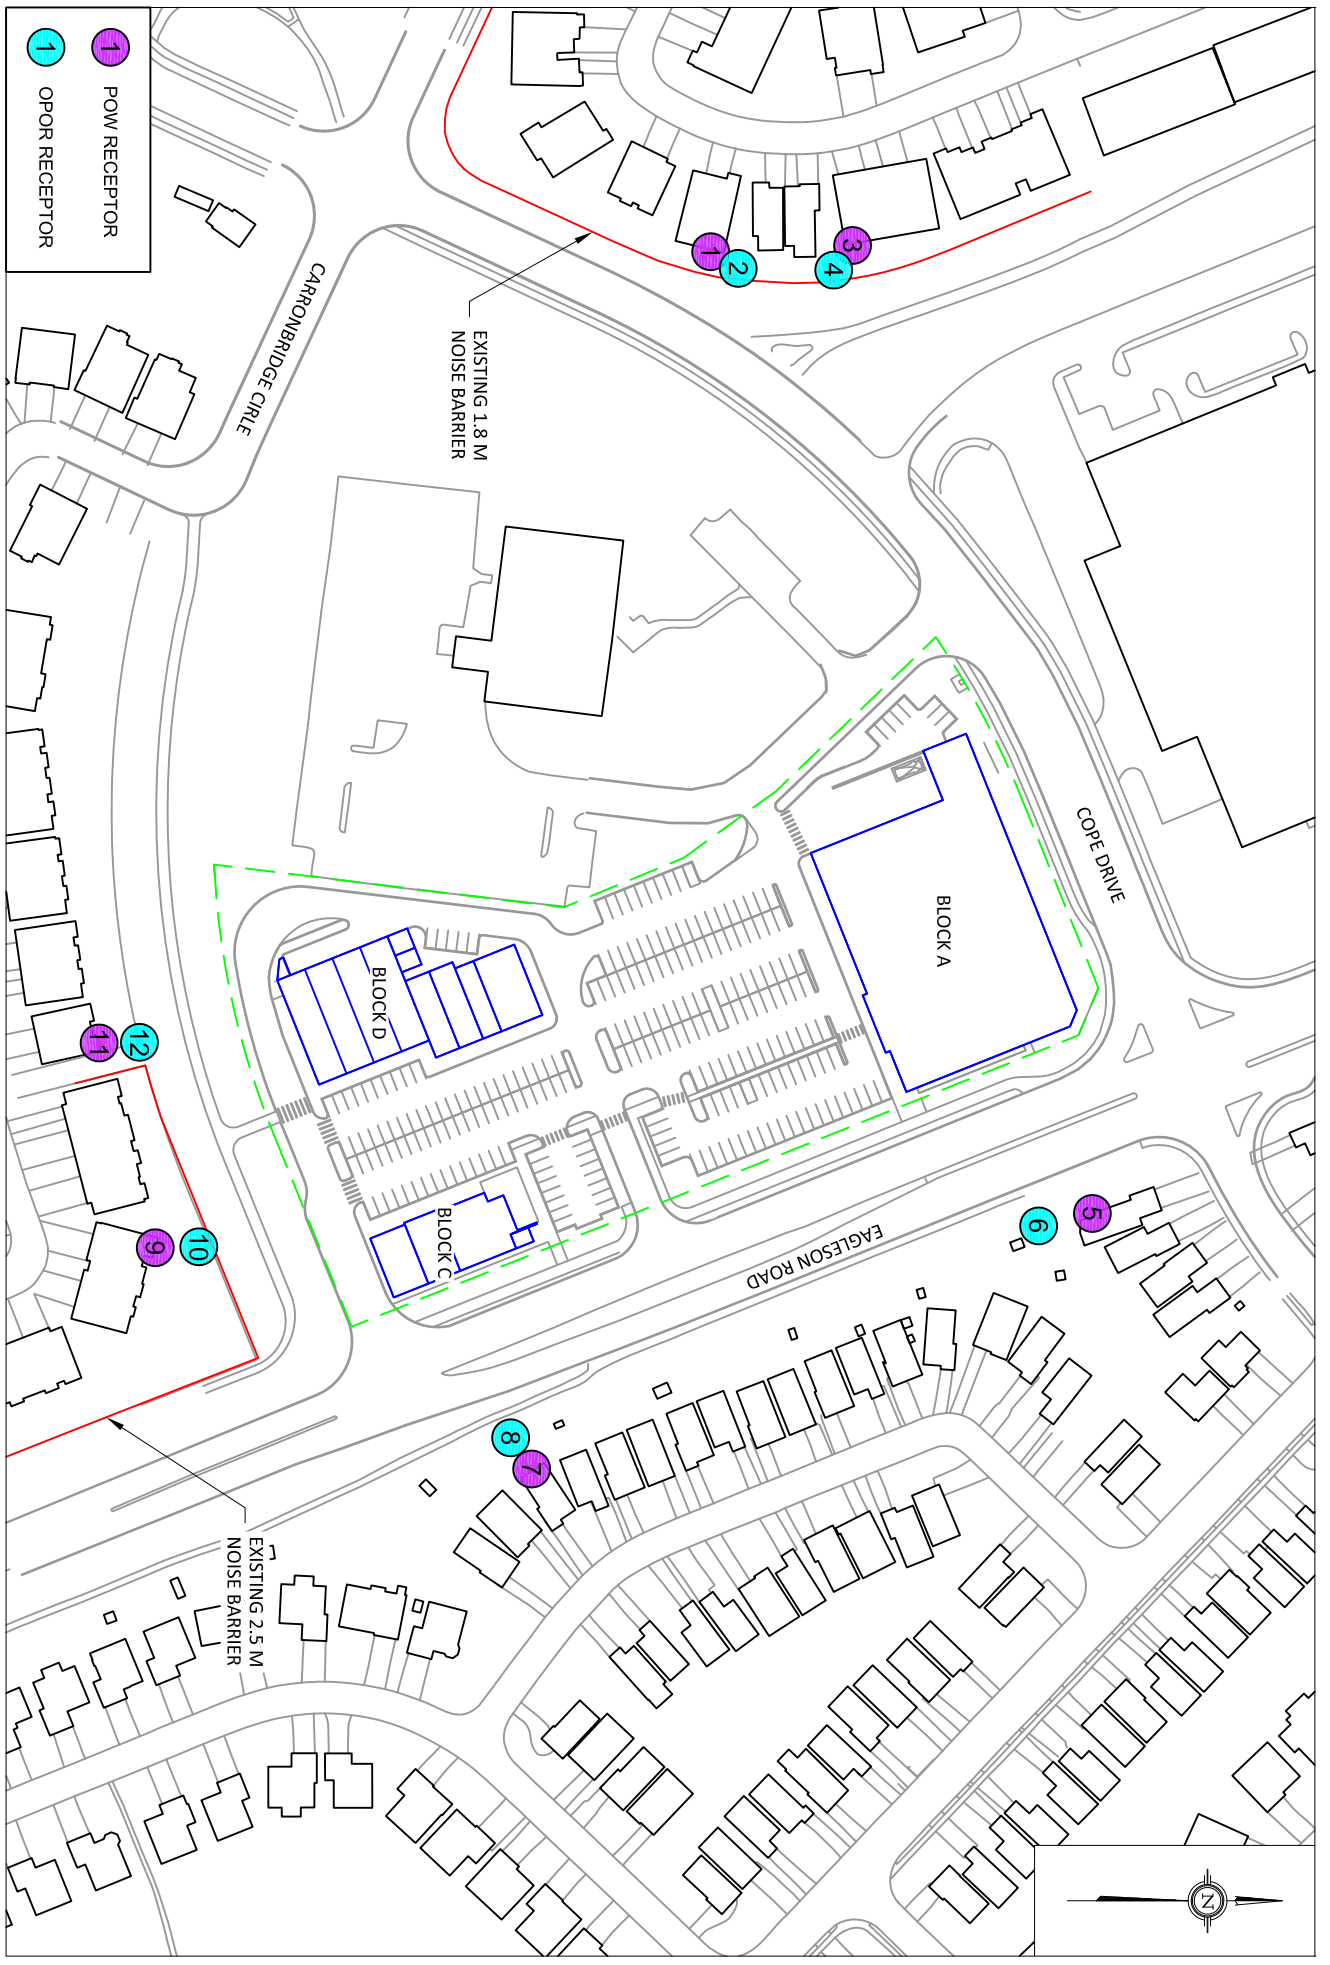 1 POW RECEPTOR
1 OPOR RECEPTOR
CARRONBRIDGE CIRLE
EXISTING 1.8 M
NOISE BARRIER
1
2
3
4
COPE DRIVE
BLOCK A
BLOCK D
BLOCK C
EAGLESON ROAD
5
6
7
8
9
10
11
12
EXISTING 2.5 M
NOISE BARRIER
N